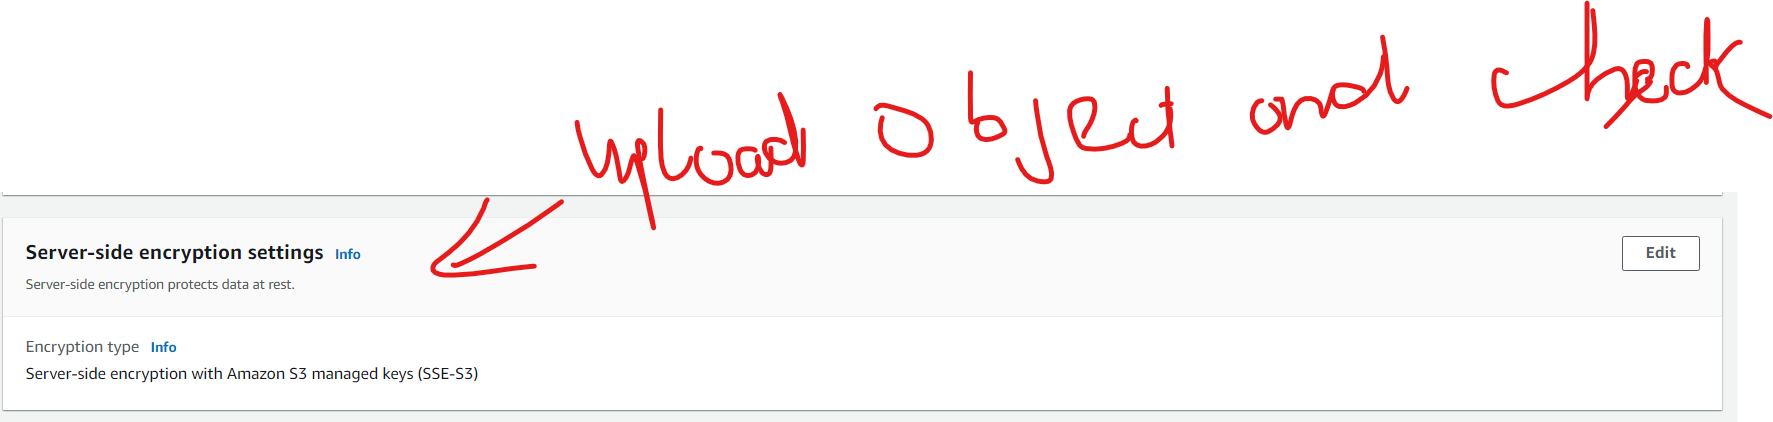 upload Object and check
Server-side encryption settings Info
Edit
Server-side encryption protects data at rest.
Encryption type Info
Server-side encryption with Amazon S3 managed keys (SSE-S3)